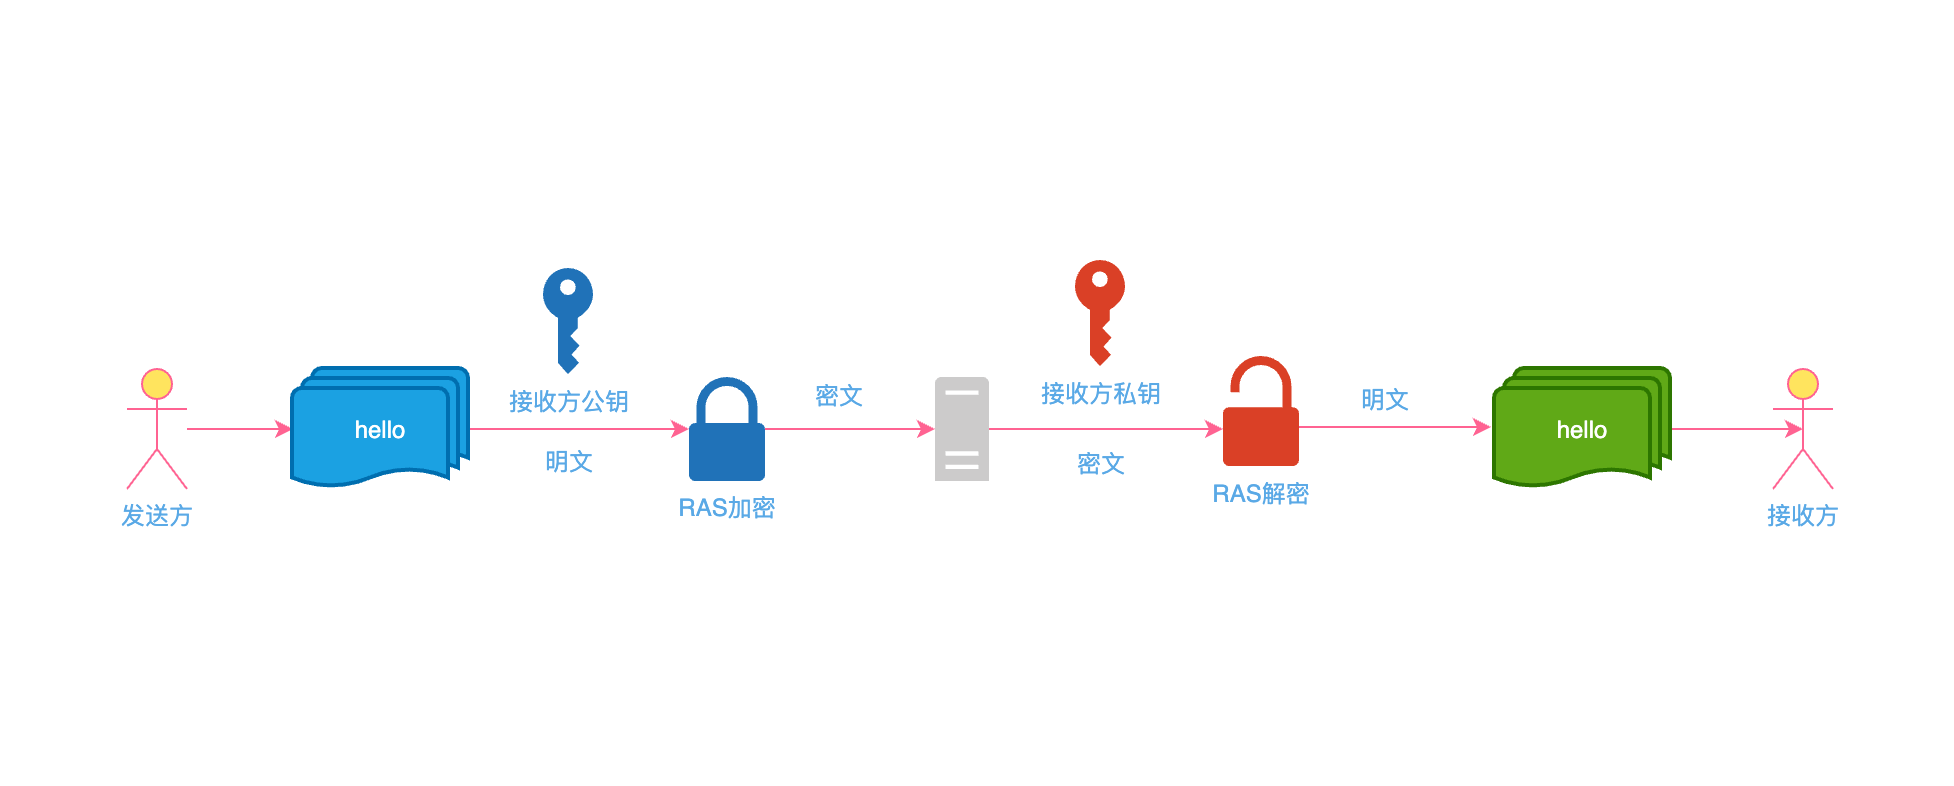 发送方
hello
接收方公钥
明文
RAS加密
密文
接收方私钥
密文
RAS解密
明文
hello
接收方